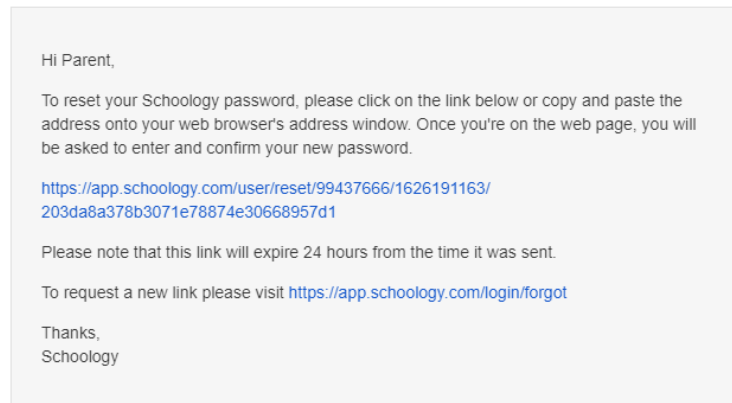 Hi Parent,
To reset your Schoology password, please click on the link below or copy and paste the
address onto your web browser's address window. Once you're on the web page, you will
be asked to enter and confirm your new password.
https://app.schoology.com/user/reset/99437666/1626191163/
203da8a378b3071e78874e30668957d1
Please note that this link will expire 24 hours from the time it was sent.
To request a new link please visit https://app.schoology.com/login/forgot
Thanks,
Schoology